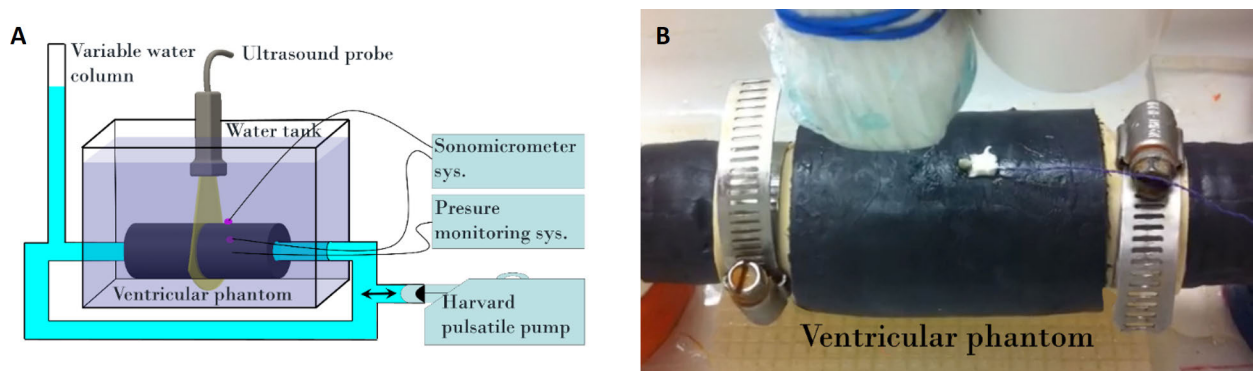 A
Variable water
column
Ultrasound probe
Water tank
Sonomicrometer
sys.
Presure
monitoring sys.
Ventricular phantom
Harvard
pulsatile pump
B
Ventricular phantom